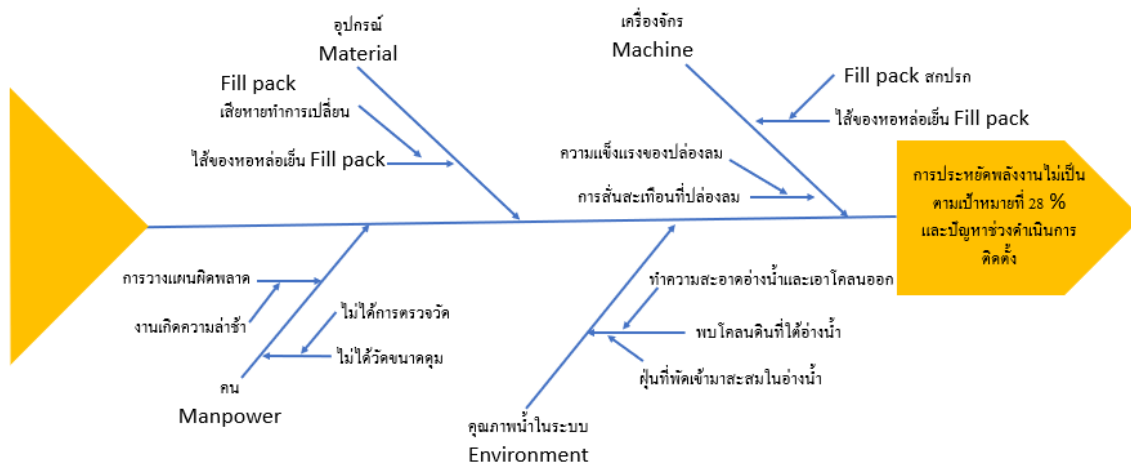 อุปกรณ์
Material
Fill pack
เสียหายทำการเปลี่ยน
ไส้ของหอหล่อเย็น Fill pack
เครื่องจักร
Machine
Fill pack สกปรก
ไส้ของหอหล่อเย็น Fill pack
ความแข็งแรงของปล่องลม
การสั่นสะเทือนที่ปล่องลม
การประหยัดพลังงานไม่เป็น
ตามเป้าหมายที่ 28 %
และปัญหาช่วงดำเนินการ
ติดตั้ง
การวางแผนผิดพลาด
งานเกิดความล่าช้า
ไม่ได้การตรวจวัด
ไม่ได้วัดขนาดดุม
คน
Manpower
ทำความสะอาดอ่างน้ำและเอาโคลนออก
พบโคลนดินที่ใต้อ่างน้ำ
ฝุ่นที่พัดเข้ามาสะสมในอ่างน้ำ
คุณภาพน้ำในระบบ
Environment